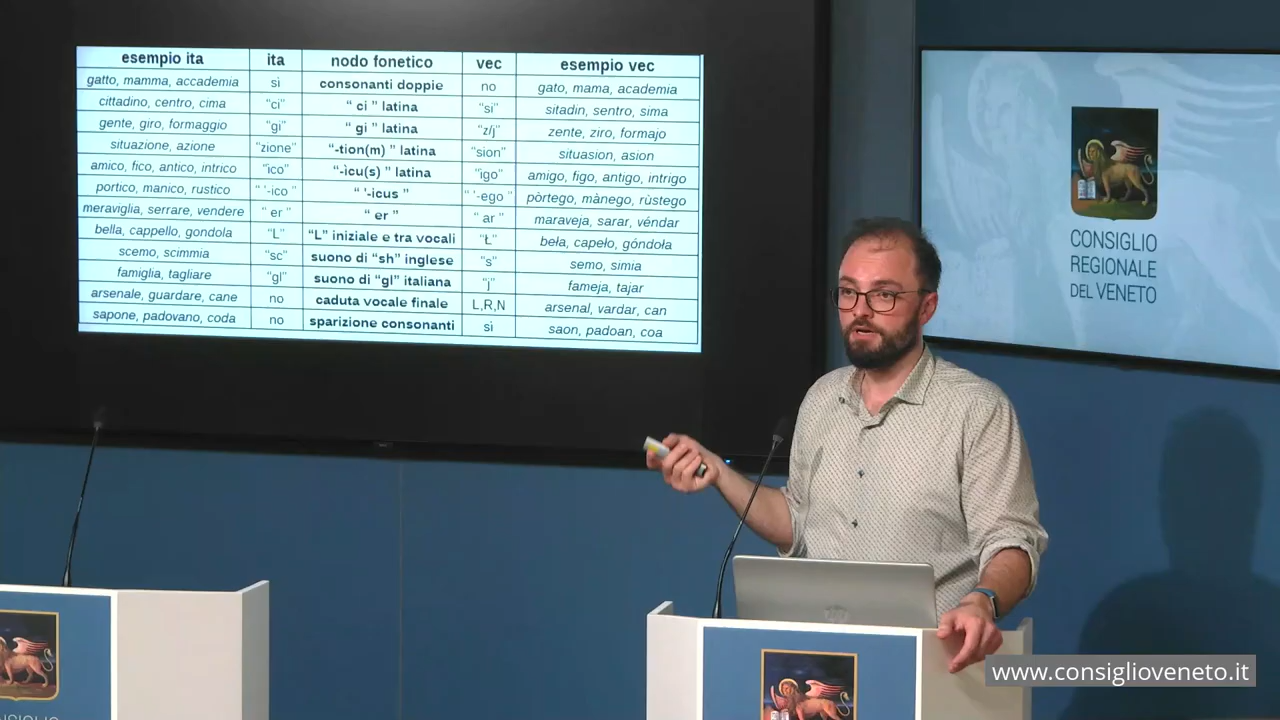 esempio ita ita nodo fonetico vec esempio vec
gatto, mamma, accademia sì consonanti doppie no gato, mama, academia
cittadino, centro, cima "ci" " ci " latina "si" sitadin, sentro, sima
gente, giro, formaggio "gi" " gi " latina "z/j" zente, ziro, formajo
situazione, azione "zione" "-tion(m) " latina "sion" situasion, asion
amico, fico, antico, intrico "ico" "-ìcu(s) " latina "igo" amigo, figo, antigo, intrigo
portico, manico, rustico " '-ico " " '-icus " " '-ego " pòrtego, mànego, rùstego
meraviglia, serrare, vendere " er " " er " " ar " maraveja, sarar, véndar
bella, cappello, gondola "L" "L" iniziale e tra vocali "Ł" beła, capeło, góndoła
scemo, scimmia "sc" suono di "sh" inglese "s" semo, simia
famiglia, tagliare "gl" suono di "gl" italiana "j" fameja, tajar
arsenale, guardare, cane no caduta vocale finale L,R,N arsenal, vardar, can
sapone, padovano, coda no sparizione consonanti sì saon, padoan, coa
CONSIGLIO
REGIONALE
DEL VENETO
www.consiglioveneto.it